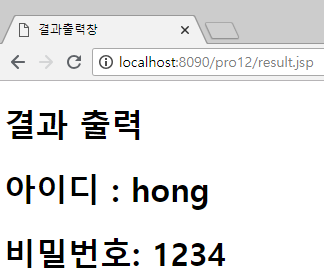 결과출력창
localhost:8090/pro12/result.jsp
결과 출력
아이디 : hong
비밀번호: 1234